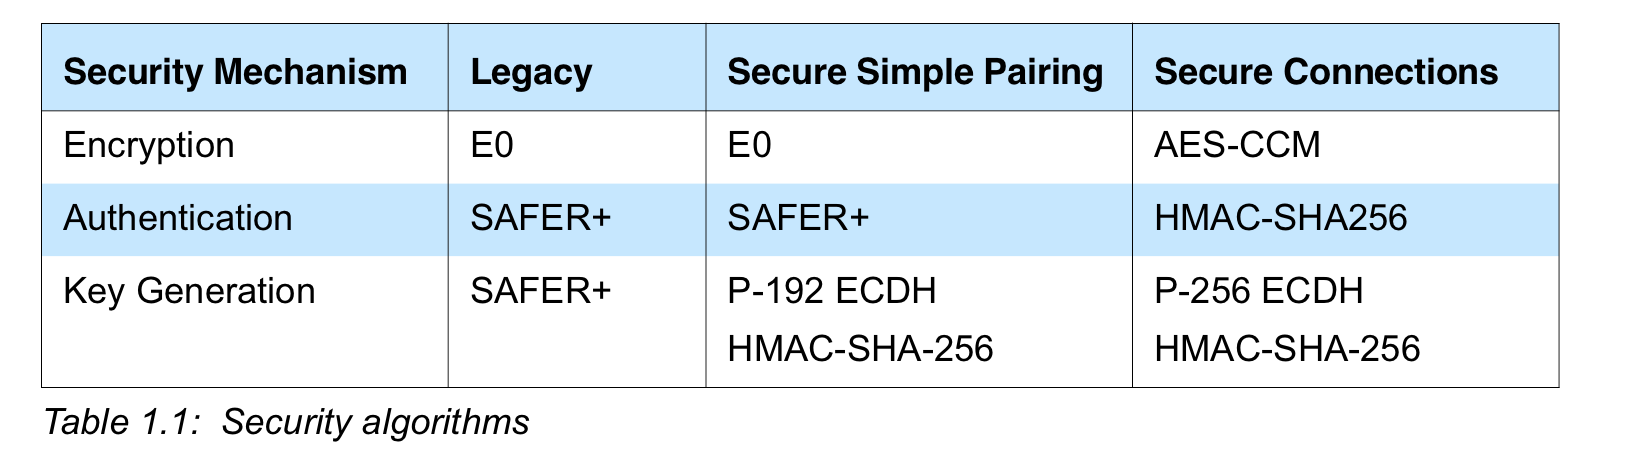 Security Mechanism Legacy Secure Simple Pairing Secure Connections
Encryption E0 E0 AES-CCM
Authentication SAFER+ SAFER+ HMAC-SHA256
Key Generation SAFER+ P-192 ECDH P-256 ECDH
HMAC-SHA-256 HMAC-SHA-256
Table 1.1: Security algorithms